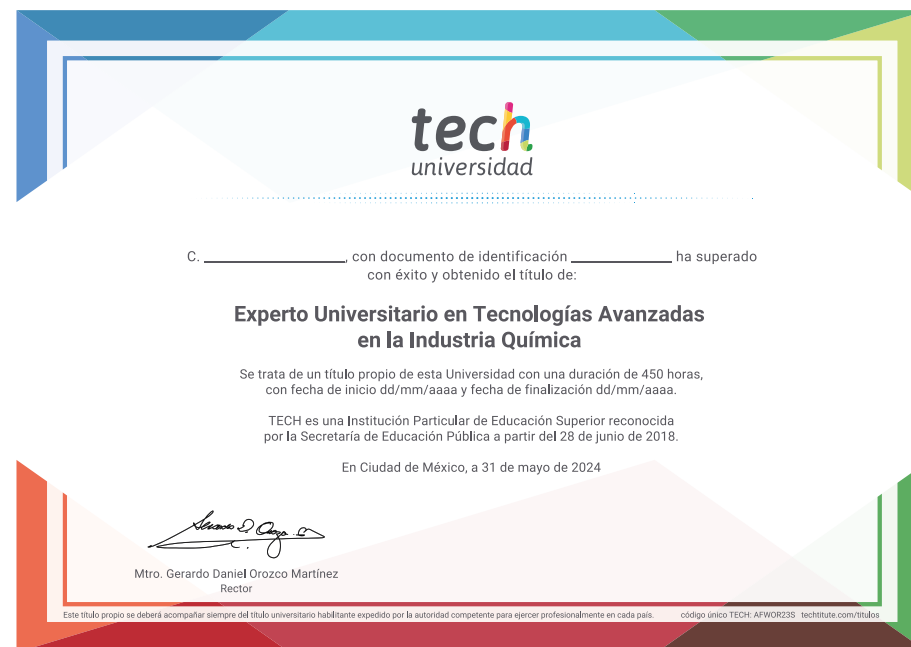 tech
universidad
C. ____________________, con documento de identificación ______________ ha superado
con éxito y obtenido el título de:
Experto Universitario en Tecnologías Avanzadas
en la Industria Química
Se trata de un título propio de esta Universidad con una duración de 450 horas,
con fecha de inicio dd/mm/aaaa y fecha de finalización dd/mm/aaaa.
TECH es una Institución Particular de Educación Superior reconocida
por la Secretaría de Educación Pública a partir del 28 de junio de 2018.
En Ciudad de México, a 31 de mayo de 2024
Mtro. Gerardo Daniel Orozco Martínez
Rector
Este título propio se deberá acompañar siempre del título universitario habilitante expedido por la autoridad competente para ejercer profesionalmente en cada país. código único TECH: AFWOR23S techtitute.com/titulos